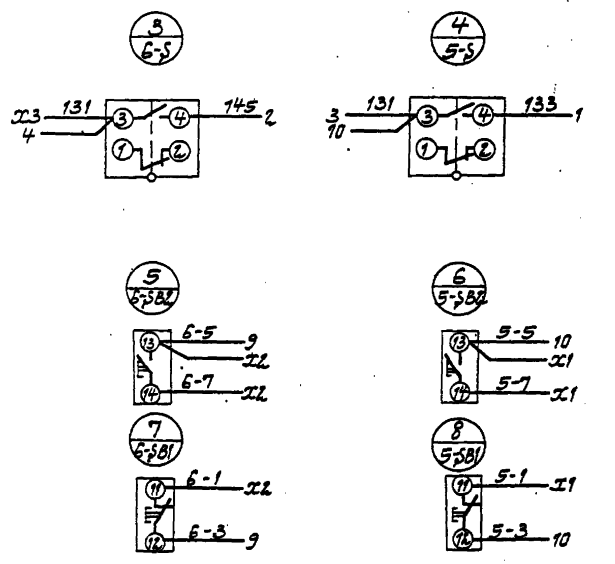 3
6-S
4
5-S
X3 131 3 4 145 2
4
1 2
3 131 3 4 133 1
10
1 2
5
6-SB2
6
5-SB2
13 6-5 9
X2
14 6-7 X2
13 5-5 10
X1
14 5-7 X1
7
6-SB1
8
5-SB1
11 6-1 X2
12 6-3 9
11 5-1 X1
12 5-3 10